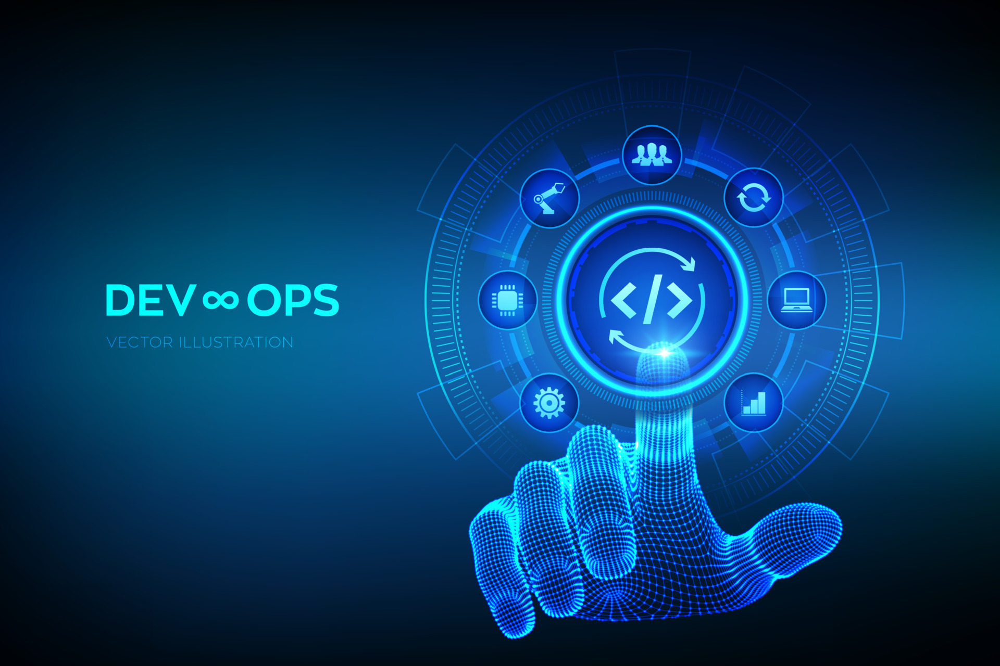 DEV∞OPS
VECTOR ILLUSTRATION
</>